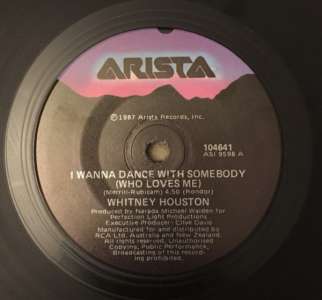 ARISTA
℗1987 Arista Records, Inc.
104641
ASI 9598 A
I WANNA DANCE WITH SOMEBODY
(WHO LOVES ME)
(Merrill-Rubicam) 4.50 (Rondor)
WHITNEY HOUSTON
Produced by Narada Michael Walden for
Perfection Light Productions
Executive Producer - Clive Davis
Manufactured for and distributed by
RCA Ltd. Australia and New Zealand.
All rights reserved. Unauthorised
Copying, Public Performance,
Broadcasting of this record-
ing prohibited.